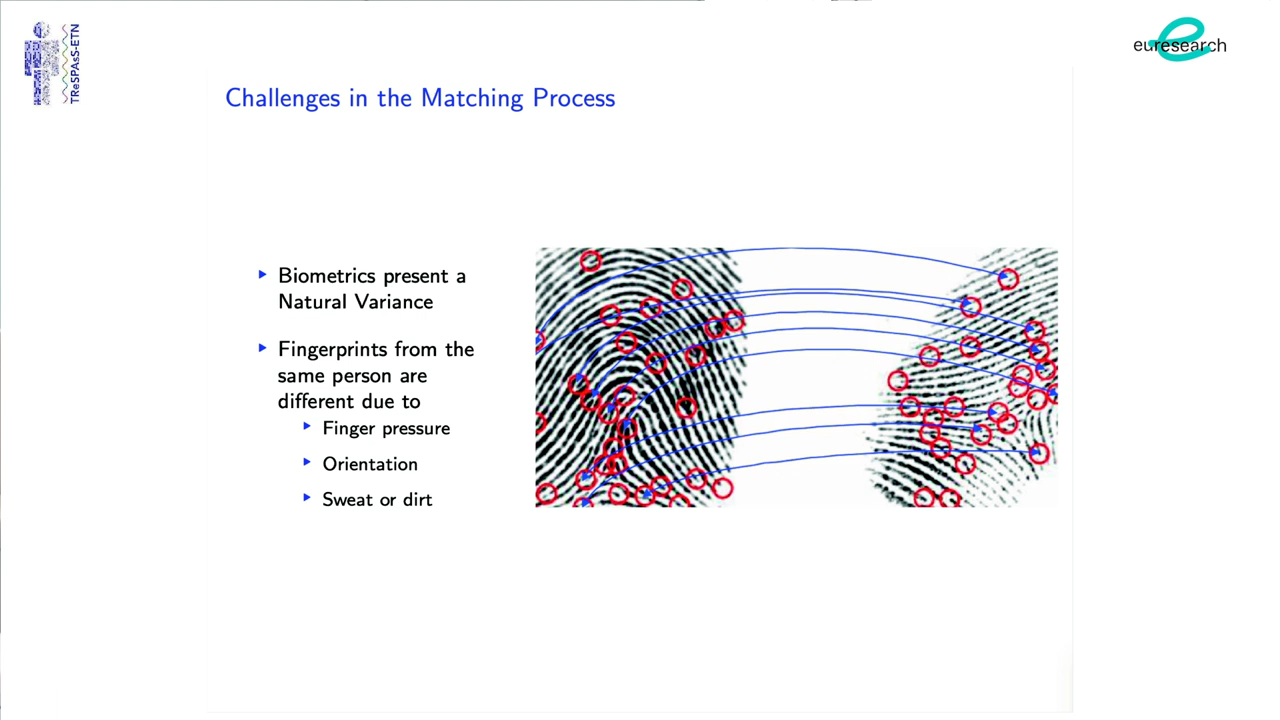 TReSPAsS-ETN
euresearch
Challenges in the Matching Process
Biometrics present a
Natural Variance
Fingerprints from the
same person are
different due to
Finger pressure
Orientation
Sweat or dirt